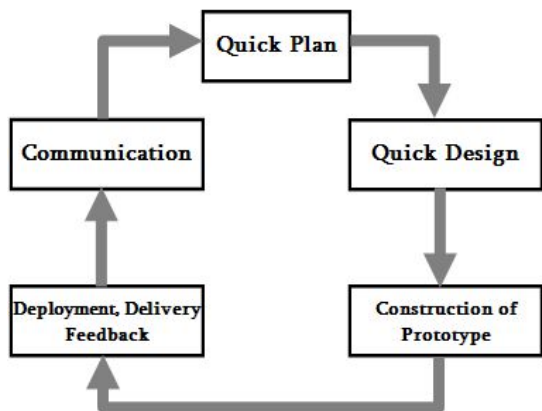 Quick Plan
Communication
Quick Design
Deployment, Delivery
Feedback
Construction of
Prototype